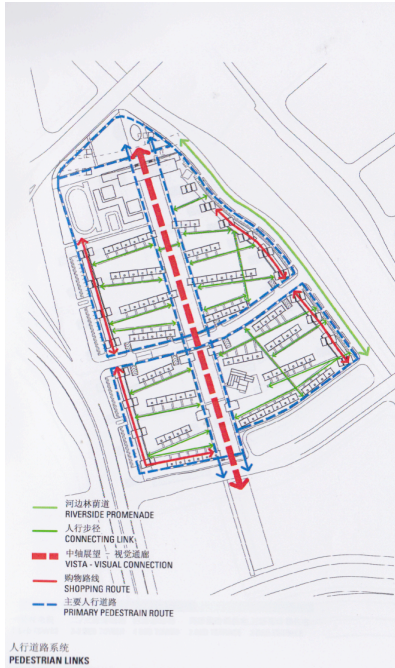 河边林荫道
RIVERSIDE PROMENADE
人行步径
CONNECTING LINK
中轴展望 - 视觉通廊
VISTA - VISUAL CONNECTION
购物路线
SHOPPING ROUTE
主要人行道路
PRIMARY PEDESTRAIN ROUTE
人行道路系统
PEDESTRIAN LINKS